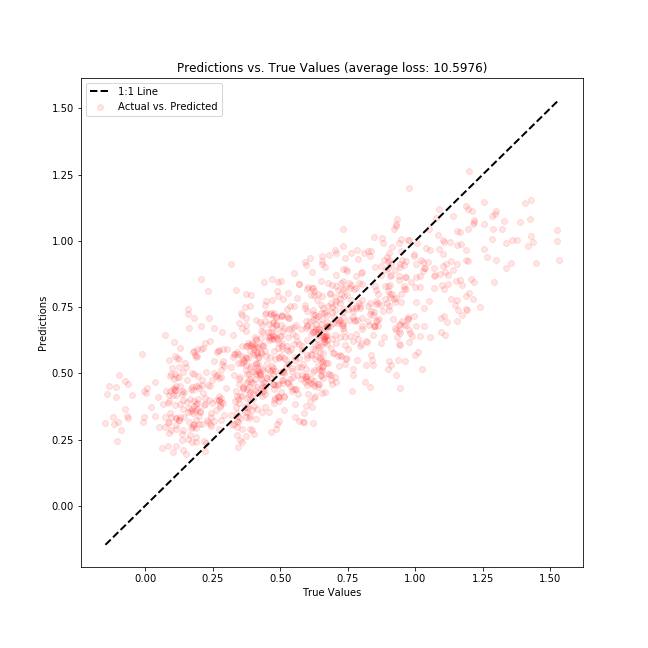 Predictions vs. True Values (average loss: 10.5976)
1:1 Line
Actual vs. Predicted
1.50
1.25
1.00
0.75
0.50
0.25
0.00
Predictions
0.00 0.25 0.50 0.75 1.00 1.25 1.50
True Values